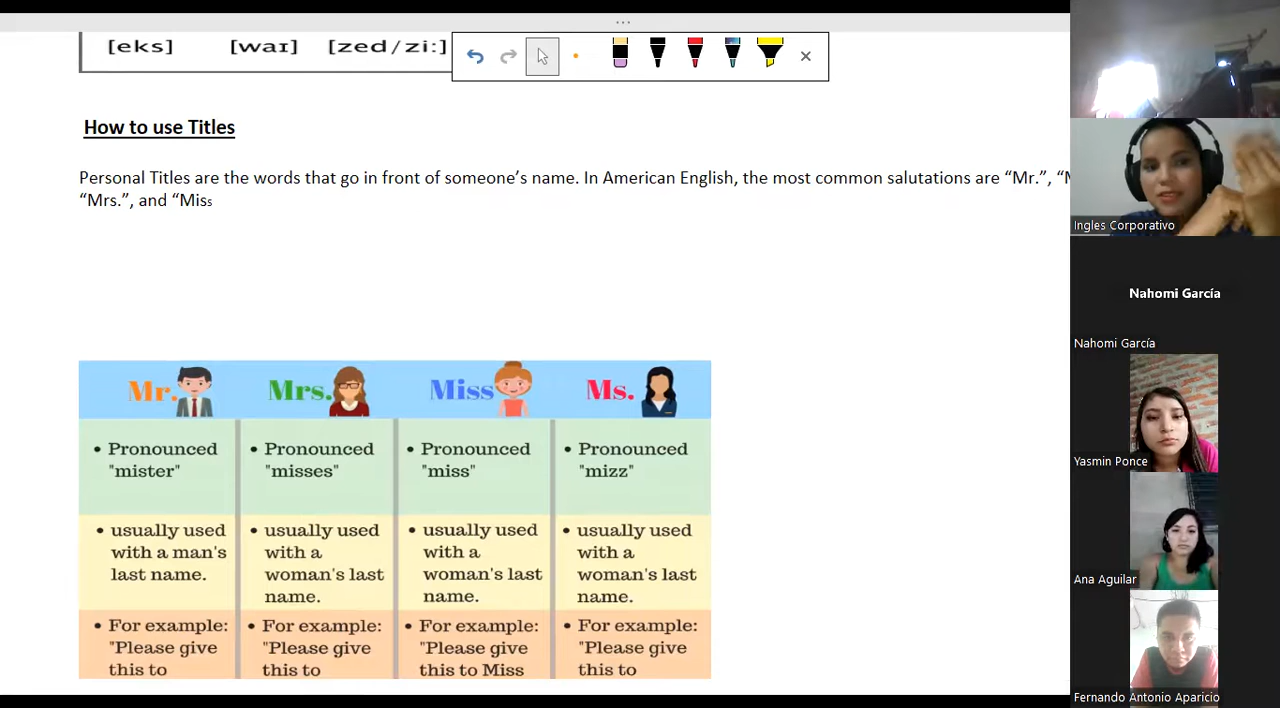 [eks] [waɪ] [zed/ziː]
How to use Titles
Personal Titles are the words that go in front of someone's name. In American English, the most common salutations are “Mr.”, “
“Mrs.”, and “Miss
Mr. Mrs. Miss Ms.
• Pronounced "mister"
• Pronounced "misses"
• Pronounced "miss"
• Pronounced "mizz"
• usually used with a man's last name.
• usually used with a woman's last name.
• usually used with a woman's last name.
• usually used with a woman's last name.
• For example: "Please give this to
• For example: "Please give this to
• For example: "Please give this to Miss
• For example: "Please give this to
Ingles Corporativo
Nahomi García
Nahomi García
Yasmin Ponce
Ana Aguilar
Fernando Antonio Aparicio